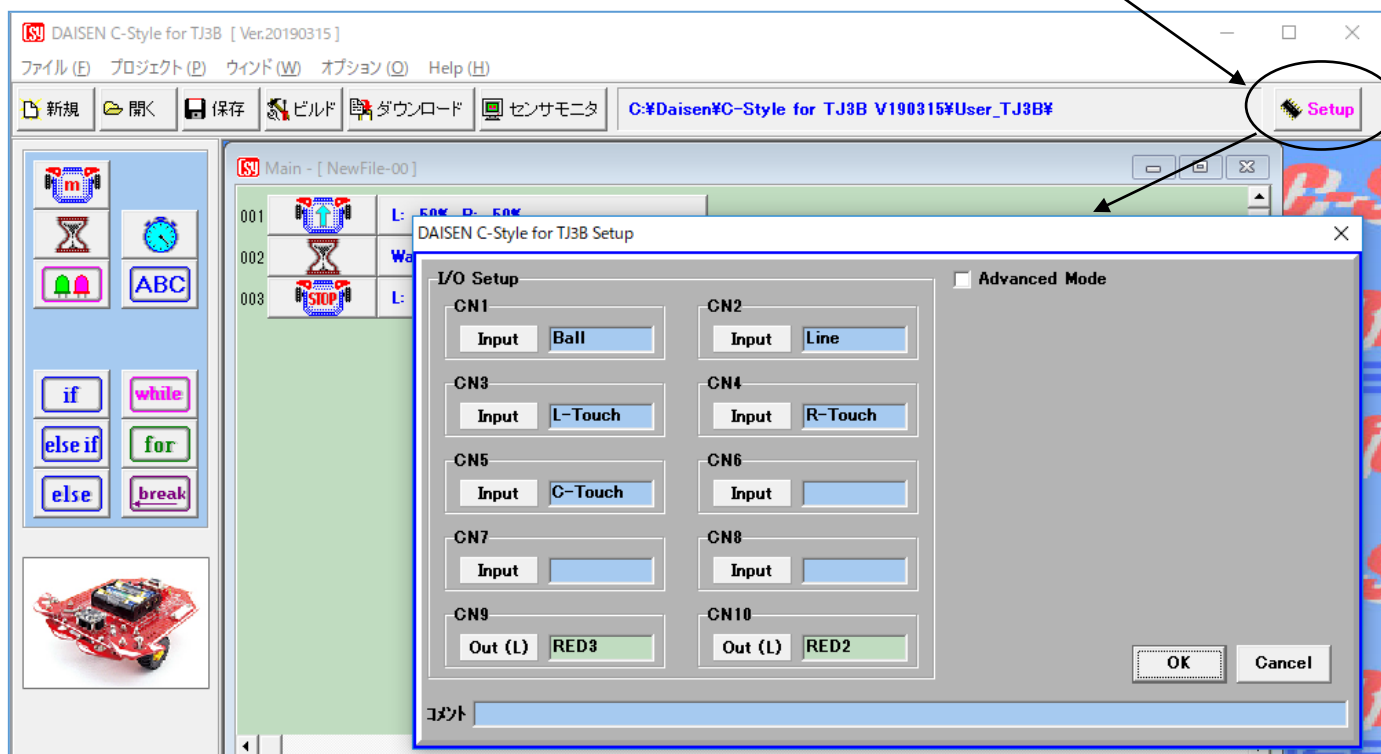 DAISEN C-Style for TJ3B [ Ver.20190315 ]
ファイル (F) プロジェクト (P) ウィンド (W) オプション (O) Help (H)
新規 開く 保存 ビルド ダウンロード センサモニタ C:¥Daisen¥C-Style for TJ3B V190315¥User_TJ3B¥ Setup
Main - [ NewFile-00 ]
m
ABC
if while
else if for
else break
001 L: 50% R: 50%
002 Wa
003 STOP L:
DAISEN C-Style for TJ3B Setup
I/O Setup
Advanced Mode
CN1 CN2
Input Ball Input Line
CN3 CN4
Input L-Touch Input R-Touch
CN5 CN6
Input C-Touch Input
CN7 CN8
Input Input
CN9 CN10
Out (L) RED3 Out (L) RED2
OK Cancel
コメント